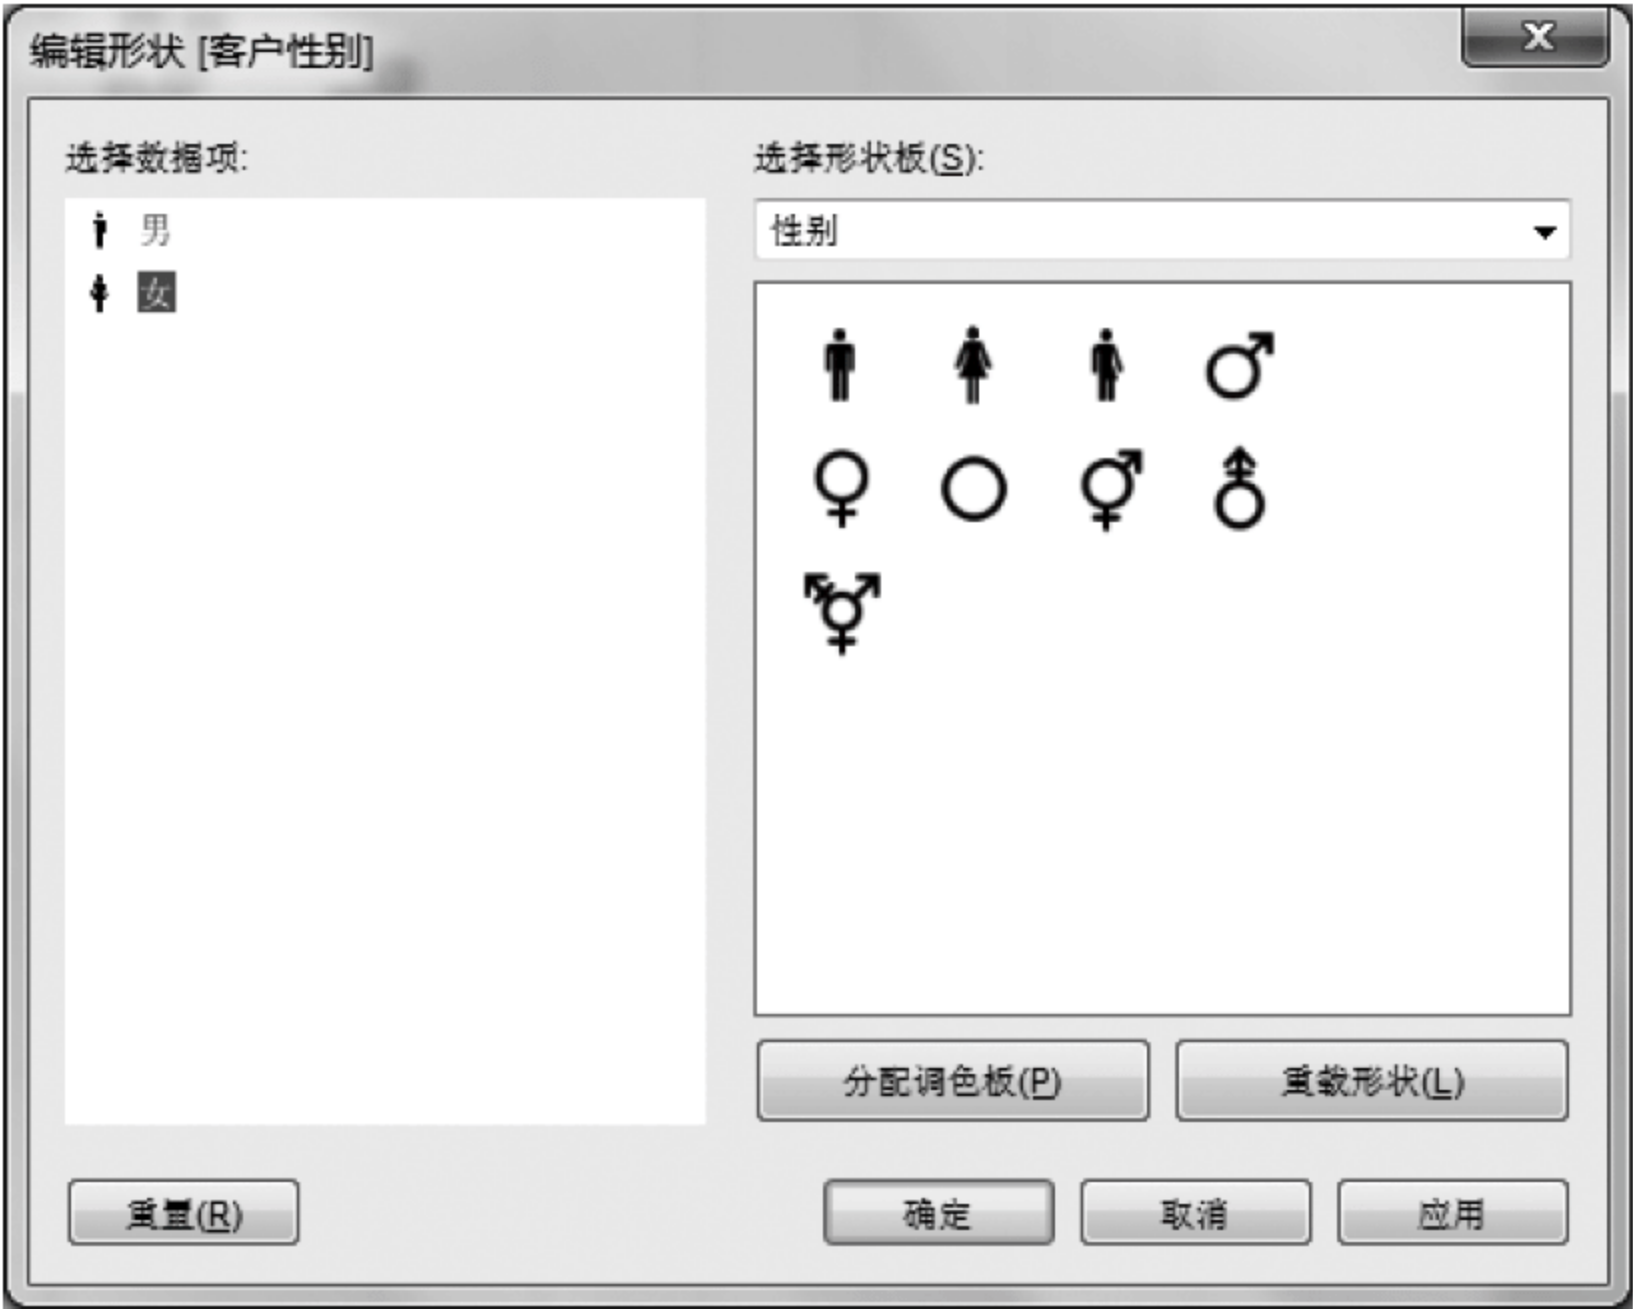 编辑形状 [客户性别]
选择数据项:
男
女
选择形状板(S):
性别
分配调色板(P)
重载形状(L)
重置(R)
确定
取消
应用